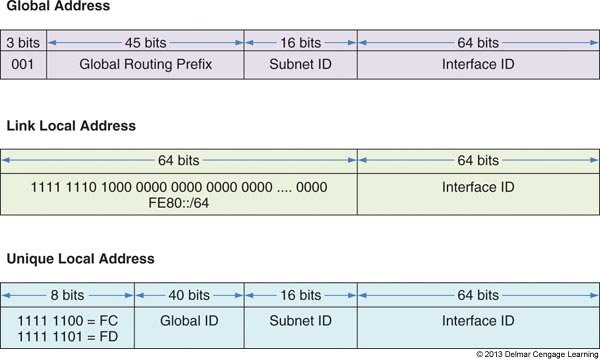 Global Address
3 bits 45 bits 16 bits 64 bits
001 Global Routing Prefix Subnet ID Interface ID
Link Local Address
64 bits 64 bits
1111 1110 1000 0000 0000 0000 0000 .... 0000 Interface ID
FE80::/64
Unique Local Address
8 bits 40 bits 16 bits 64 bits
1111 1100 = FC Global ID Subnet ID Interface ID
1111 1101 = FD
© 2013 Delmar Cengage Learning